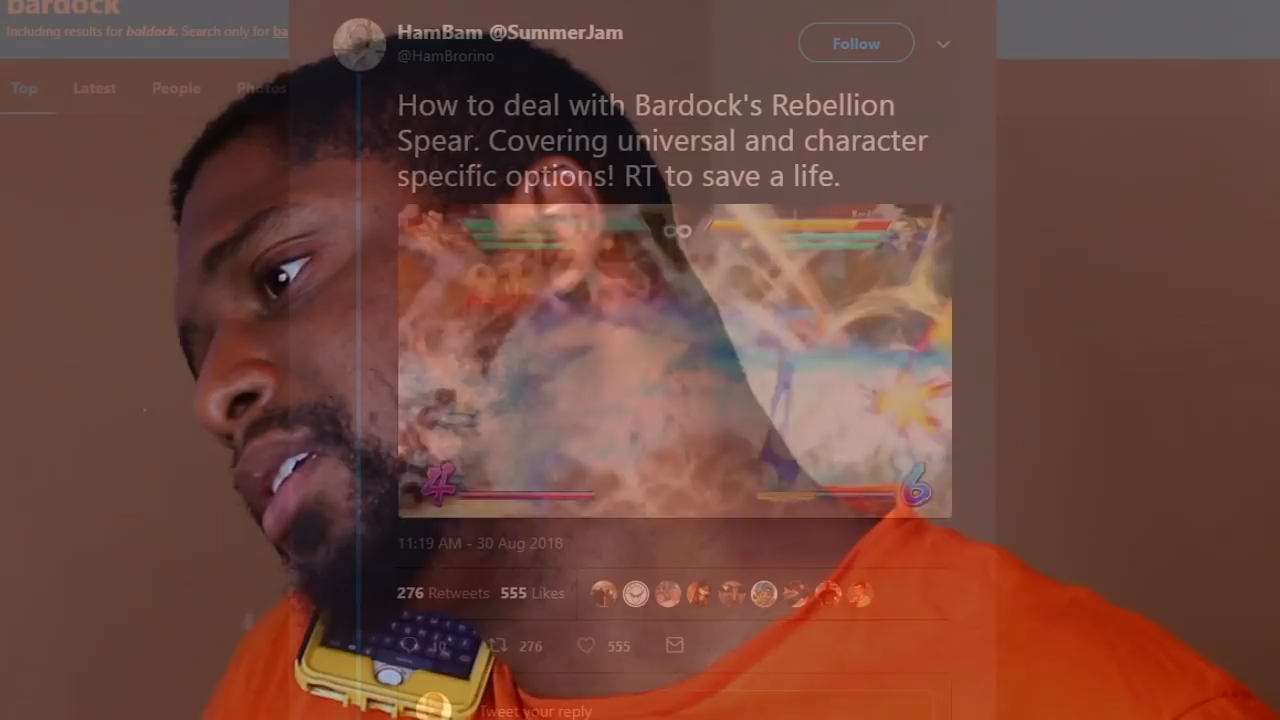 bardock
Including results for baldock. Search only for ba
Top Latest People Photos
HamBam @SummerJam
@HamBrorino
Follow
How to deal with Bardock's Rebellion
Spear. Covering universal and character
specific options! RT to save a life.
∞
4
6
11:19 AM - 30 Aug 2018
276 Retweets 555 Likes
276 555
Tweet your reply